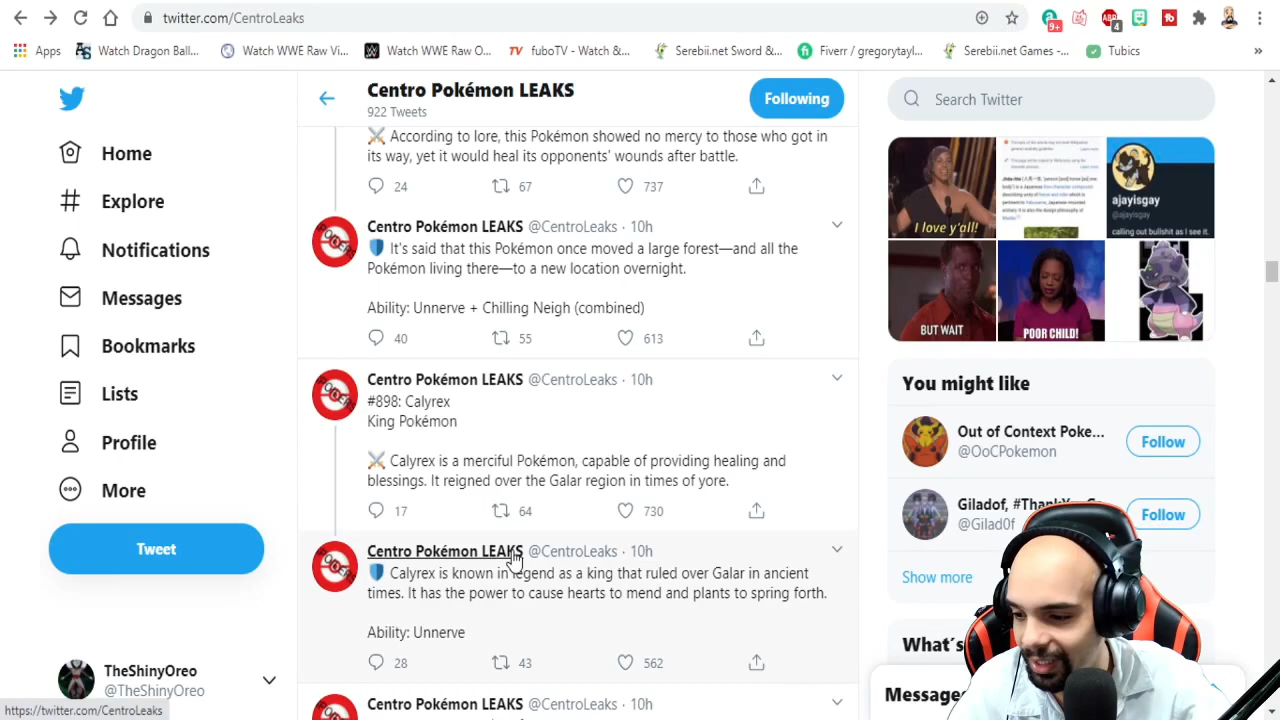 twitter.com/CentroLeaks
9+
4
Apps
Watch Dragon Ball...
Watch WWE Raw Vi...
Watch WWE Raw O...
fuboTV - Watch &...
Serebii.net Sword &...
Fiverr / gregorytayl...
Serebii.net Games -...
Tubics
Home
Explore
Notifications
Messages
Bookmarks
Lists
Profile
More
Tweet
TheShinyOreo
@TheShinyOreo
https://twitter.com/CentroLeaks
Centro Pokémon LEAKS
922 Tweets
Following
According to lore, this Pokémon showed no mercy to those who got in
its way, yet it would heal its opponents' wounds after battle.
24 67 737
Centro Pokémon LEAKS @CentroLeaks · 10h
It's said that this Pokémon once moved a large forest—and all the
Pokémon living there—to a new location overnight.
Ability: Unnerve + Chilling Neigh (combined)
40 55 613
Centro Pokémon LEAKS @CentroLeaks · 10h
#898: Calyrex
King Pokémon
Calyrex is a merciful Pokémon, capable of providing healing and
blessings. It reigned over the Galar region in times of yore.
17 64 730
Centro Pokémon LEAKS @CentroLeaks · 10h
Calyrex is known in legend as a king that ruled over Galar in ancient
times. It has the power to cause hearts to mend and plants to spring forth.
Ability: Unnerve
28 43 562
Centro Pokémon LEAKS @CentroLeaks · 10h
Search Twitter
I love y'all!
ajayisgay
@ajayisgay
calling out bullshit as I see it.
BUT WAIT
POOR CHILD!
You might like
Out of Context Poke...
@OoCPokemon
Follow
Giladof,
@Gilad0f
Follow
Show more
What's